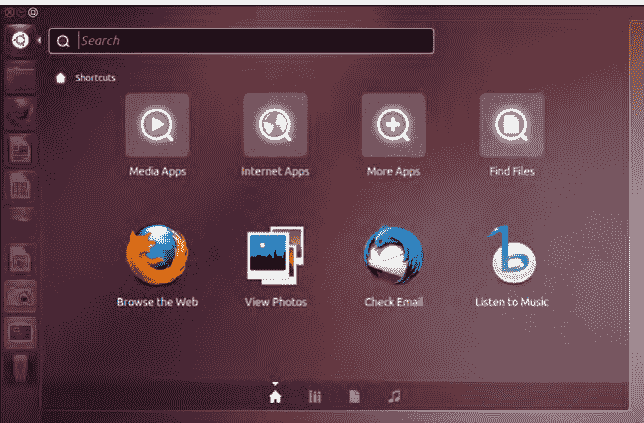 Search
Shortcuts
Media Apps Internet Apps More Apps Find Files
Browse the Web View Photos Check Email Listen to Music